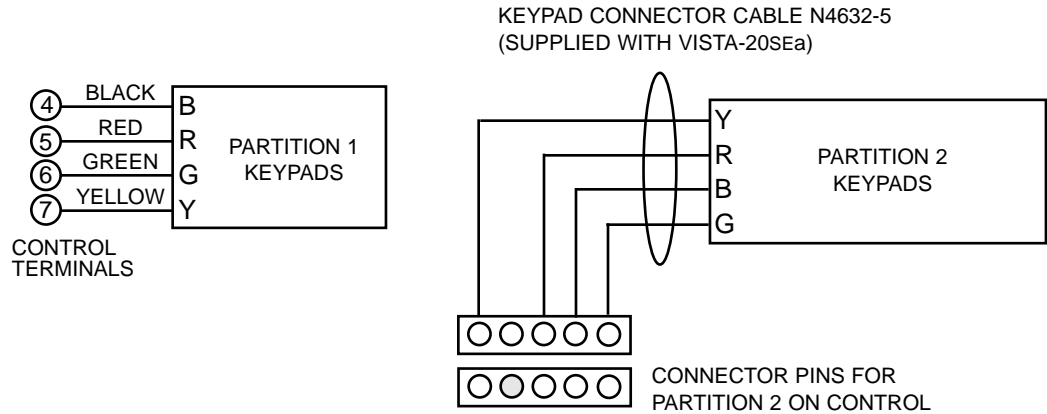 KEYPAD CONNECTOR CABLE N4632-5
(SUPPLIED WITH VISTA-20SEa)
4 BLACK B
5 RED R
6 GREEN G
7 YELLOW Y
PARTITION 1
KEYPADS
CONTROL
TERMINALS
Y
R
B
G
PARTITION 2
KEYPADS
CONNECTOR PINS FOR
PARTITION 2 ON CONTROL